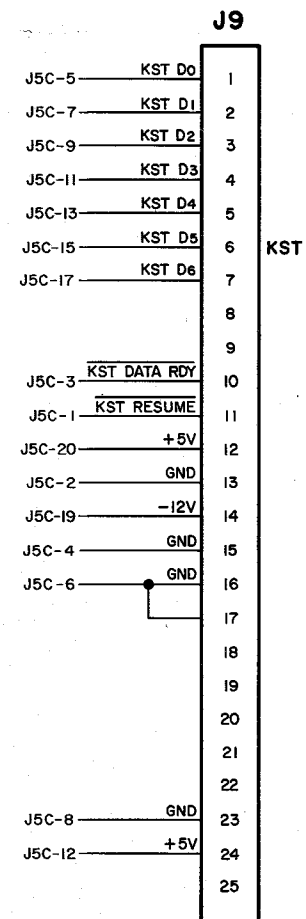 J9
J5C-5 KST D0 1
J5C-7 KST D1 2
J5C-9 KST D2 3
J5C-11 KST D3 4
J5C-13 KST D4 5
J5C-15 KST D5 6 KST
J5C-17 KST D6 7
8
9
J5C-3 KST DATA RDY 10
J5C-1 KST RESUME 11
J5C-20 +5V 12
J5C-2 GND 13
J5C-19 -12V 14
J5C-4 GND 15
J5C-6 GND 16
17
18
19
20
21
22
J5C-8 GND 23
J5C-12 +5V 24
25